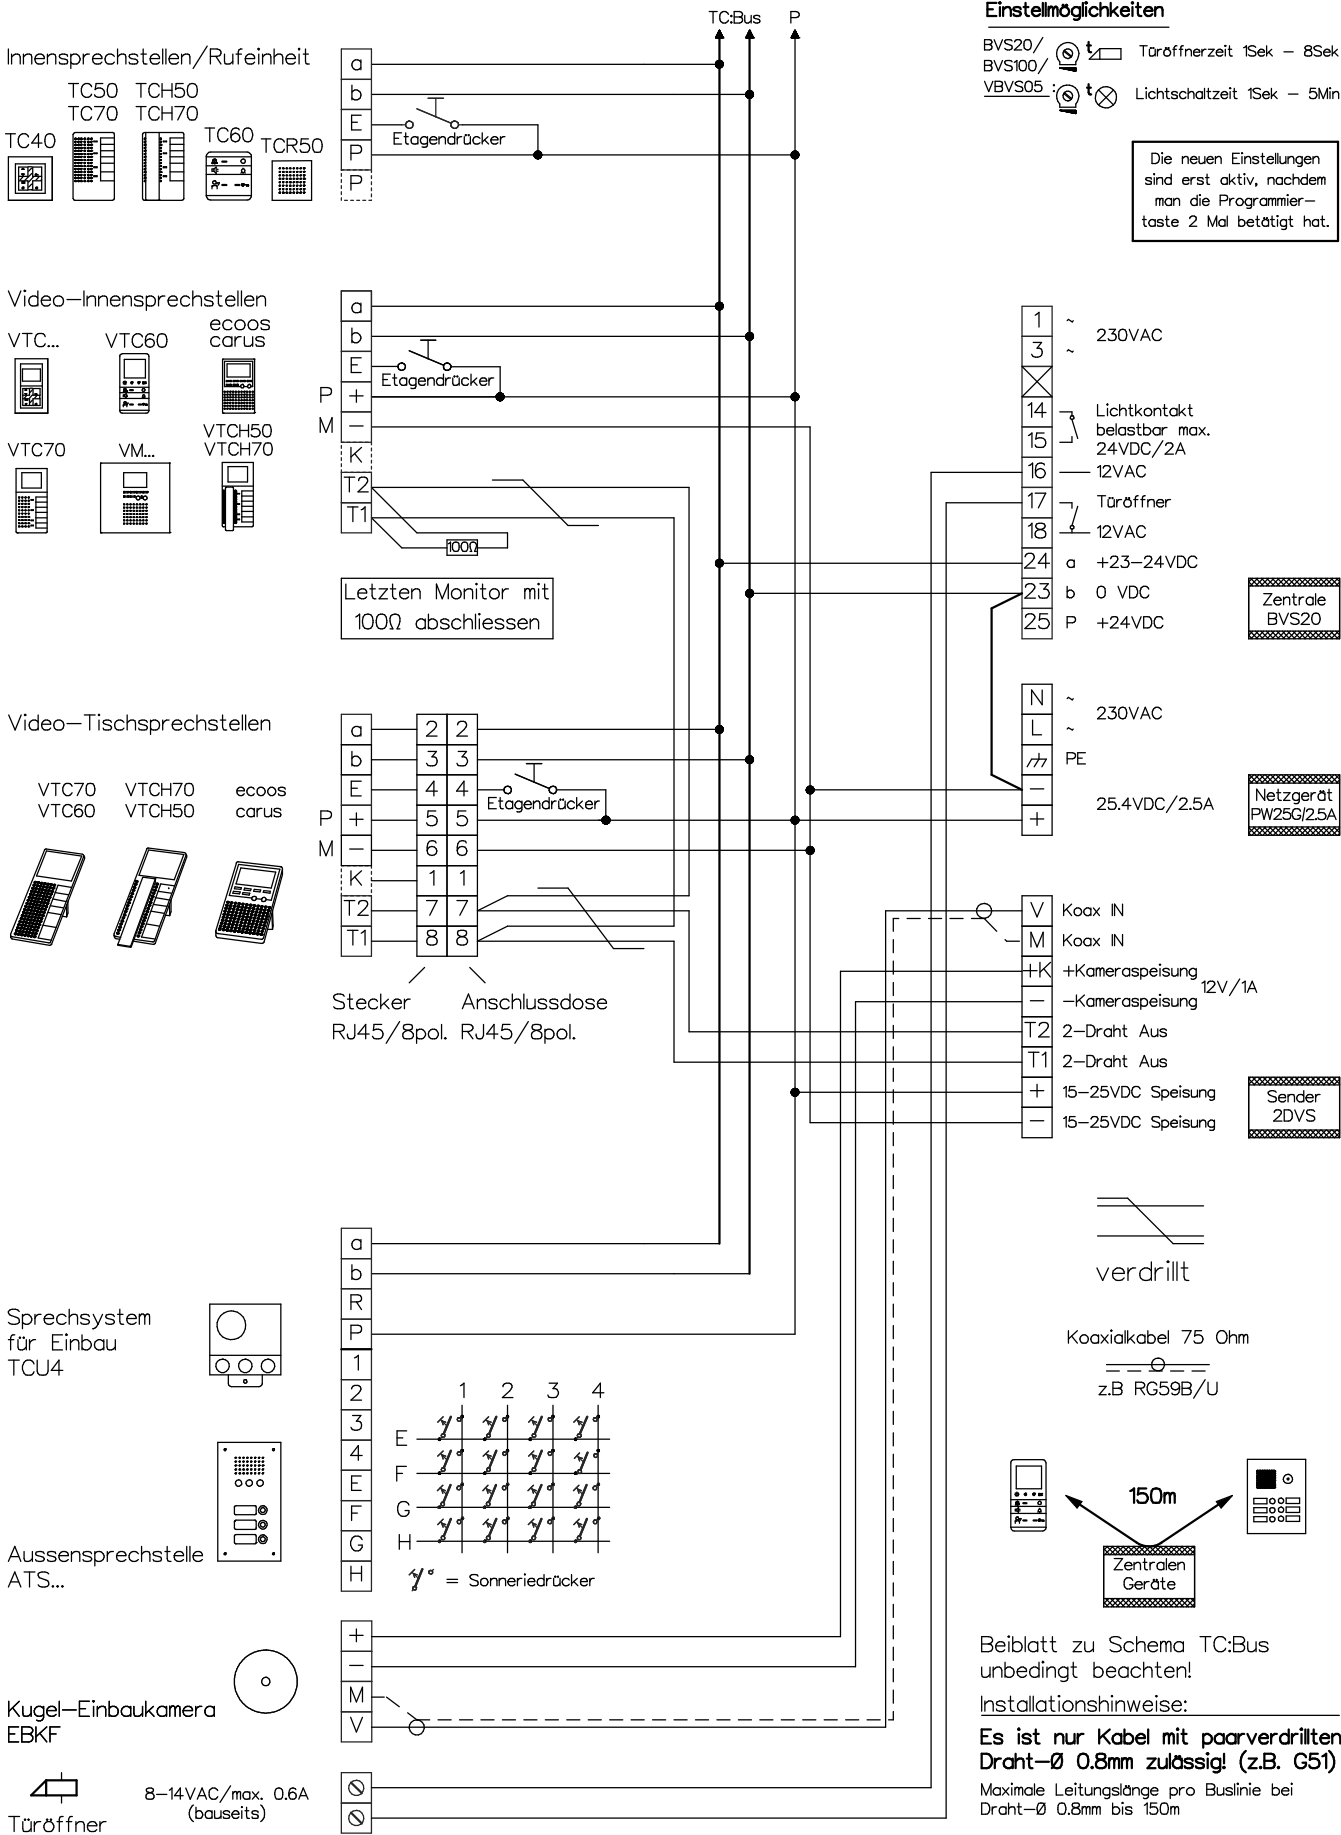 TC:Bus P
Einstellmöglichkeiten
BVS20/
BVS100/
VBVS05 :
t Türöffnerzeit 1Sek – 8Sek
t Lichtschaltzeit 1Sek – 5Min
Die neuen Einstellungen
sind erst aktiv, nachdem
man die Programmier–
taste 2 Mal betätigt hat.
Innensprechstellen/Rufeinheit
TC50 TCH50
TC70 TCH70
TC40
TC60
TCR50
a
b
E
P
P
Etagendrücker
Video–Innensprechstellen
VTC...
VTC60
ecoos
carus
VTC70
VM...
VTCH50
VTCH70
a
b
E
P +
M –
K
T2
T1
Etagendrücker
100Ω
Letzten Monitor mit
100Ω abschliessen
1 ~
230VAC
3 ~
14 Lichtkontakt
belastbar max.
15
24VDC/2A
16 12VAC
17 Türöffner
18 12VAC
24 a +23–24VDC
23 b 0 VDC
25 P +24VDC
Zentrale
BVS20
Video–Tischsprechstellen
VTC70 VTCH70 ecoos
VTC60 VTCH50 carus
a 2 2
b 3 3
E 4 4
P + 5 5
M – 6 6
K 1 1
T2 7 7
T1 8 8
Etagendrücker
Stecker Anschlussdose
RJ45/8pol. RJ45/8pol.
N ~
230VAC
L ~
PE
–
25.4VDC/2.5A
+
Netzgerät
PW25G/2.5A
V Koax IN
M Koax IN
+K +Kameraspeisung
12V/1A
– –Kameraspeisung
T2 2–Draht Aus
T1 2–Draht Aus
+ 15–25VDC Speisung
– 15–25VDC Speisung
Sender
2DVS
verdrillt
Koaxialkabel 75 Ohm
z.B RG59B/U
Sprechsystem
für Einbau
TCU4
Aussensprechstelle
ATS...
a
b
R
P
1
2
3
4
E
F
G
H
1 2 3 4
E
F
G
H
= Sonneriedrücker
150m
Zentralen
Geräte
Kugel–Einbaukamera
EBKF
+
–
M
V
Türöffner
8–14VAC/max. 0.6A
(bauseits)
Beiblatt zu Schema TC:Bus
unbedingt beachten!
Installationshinweise:
Es ist nur Kabel mit paarverdrillten
Draht–Ø 0.8mm zulässig! (z.B. G51)
Maximale Leitungslänge pro Buslinie bei
Draht–Ø 0.8mm bis 150m